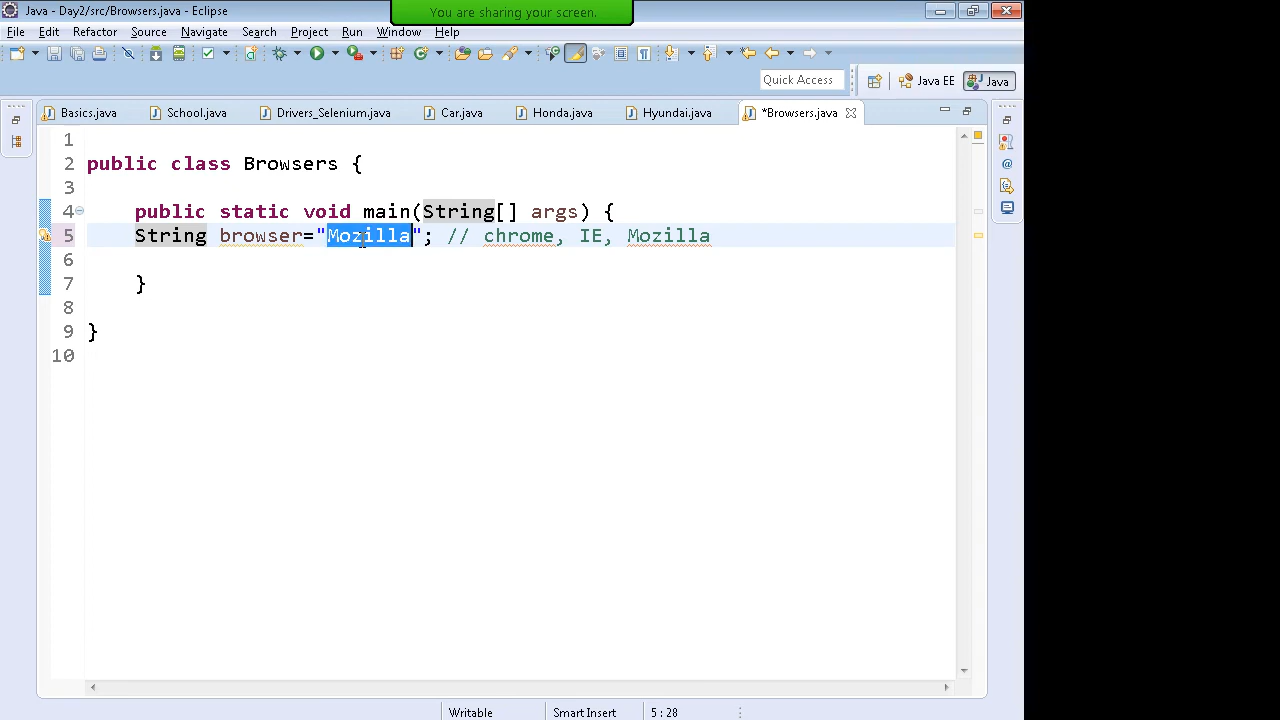 Java - Day2/src/Browsers.java - Eclipse
You are sharing your screen.
File Edit Refactor Source Navigate Search Project Run Window Help
Quick Access
Java EE
Java
Basics.java
School.java
Drivers_Selenium.java
Car.java
Honda.java
Hyundai.java
*Browsers.java
1
2 public class Browsers {
3
4 public static void main(String[] args) {
5 String browser="Mozilla"; // chrome, IE, Mozilla
6
7 }
8
9 }
10
Writable
Smart Insert
5 : 28